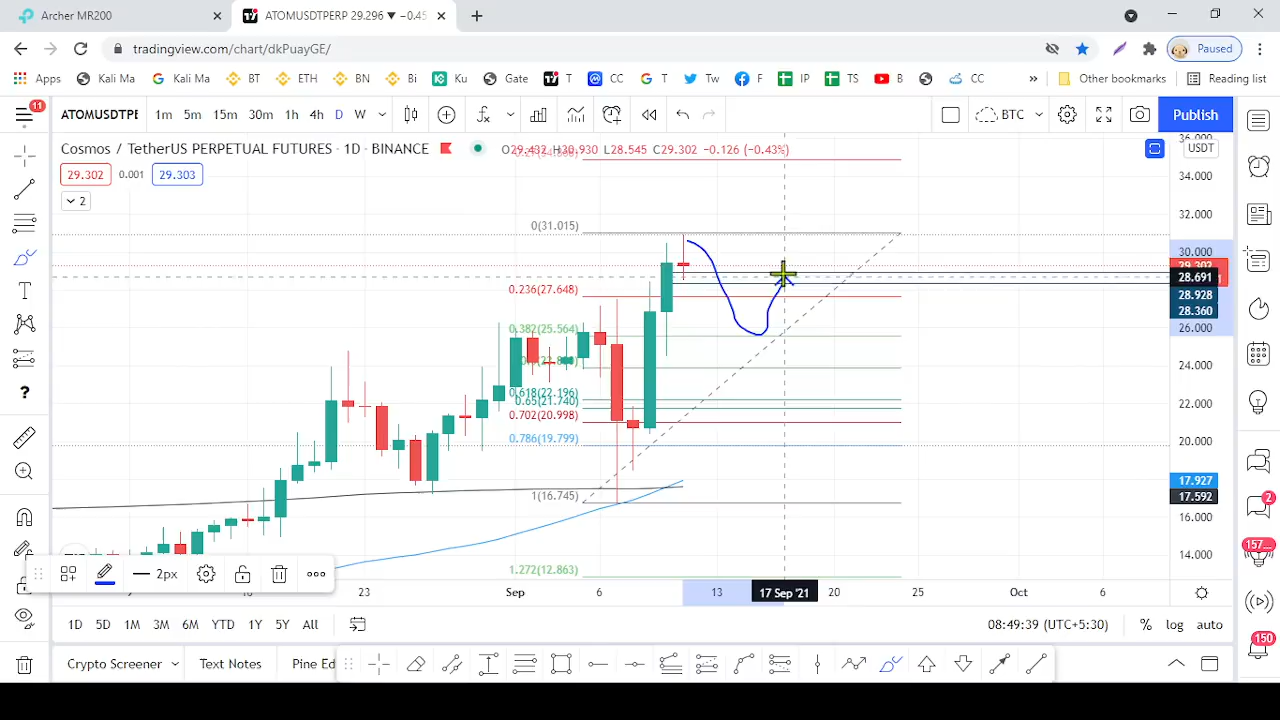 Archer MR200
ATOMUSDTPERP 29.296 ▼ −0.45
tradingview.com/chart/dkPuayGE/
Paused
Apps Kali Ma Kali Ma BT ETH BN Bi Ku Gate T CC T Tw F IP TS B CC » Other bookmarks Reading list
11
ATOMUSDTPE 1m 5m 15m 30m 1h 4h D W BTC Publish
Cosmos / TetherUS PERPETUAL FUTURES · 1D · BINANCE O29.432 H30.930 L28.545 C29.302 −0.126 (−0.43%)
USDT
29.302 0.001 29.303
2
36.000
34.000
32.000
30.000
29.302
28.691
28.928
28.360
26.000
24.000
22.000
20.000
17.927
17.592
16.000
14.000
0(31.015)
0.236(27.648)
0.382(25.564)
0.618(22.196)
0.65(21.740)
0.702(20.998)
0.786(19.799)
1(16.745)
1.272(12.863)
2px
23 Sep 6 13 17 Sep '21 20 25 Oct 6
1D 5D 1M 3M 6M YTD 1Y 5Y All 08:49:39 (UTC+5:30) % log auto
Crypto Screener Text Notes Pine Ed
2
157
150